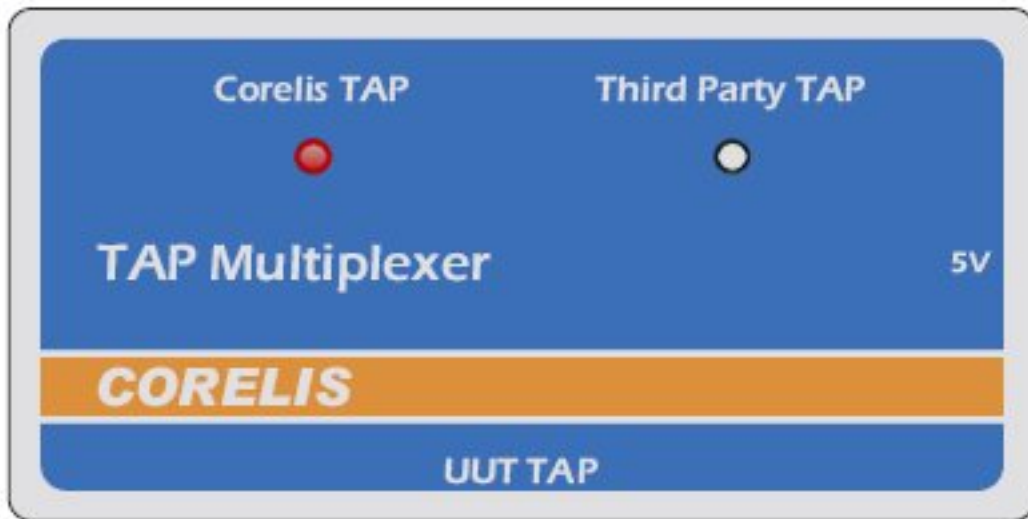 Corelis TAP
Third Party TAP
TAP Multiplexer
5V
CORELIS
UUT TAP